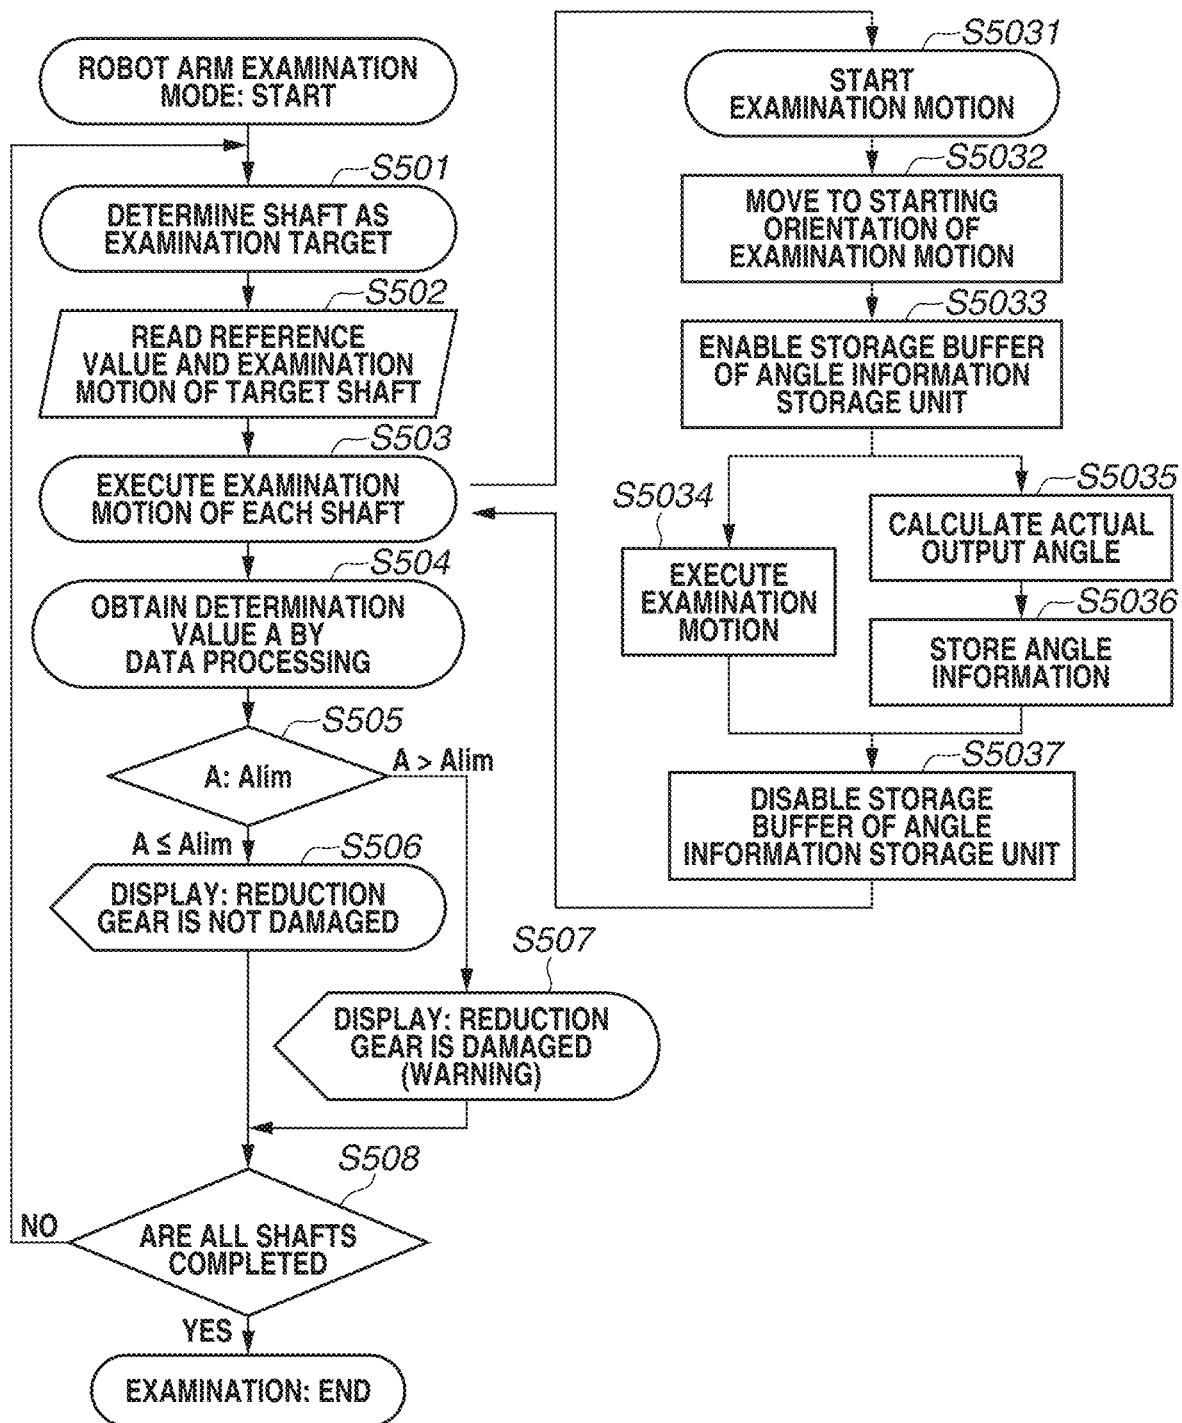 ROBOT ARM EXAMINATION
MODE: START
S501
DETERMINE SHAFT AS
EXAMINATION TARGET
S502
READ REFERENCE
VALUE AND EXAMINATION
MOTION OF TARGET SHAFT
S503
EXECUTE EXAMINATION
MOTION OF EACH SHAFT
S504
OBTAIN DETERMINATION
VALUE A BY
DATA PROCESSING
S505
A: Alim
A > Alim
A ≤ Alim
S506
DISPLAY: REDUCTION
GEAR IS NOT DAMAGED
S507
DISPLAY: REDUCTION
GEAR IS DAMAGED
(WARNING)
S508
ARE ALL SHAFTS
COMPLETED
NO
YES
EXAMINATION: END
S5031
START
EXAMINATION MOTION
S5032
MOVE TO STARTING
ORIENTATION OF
EXAMINATION MOTION
S5033
ENABLE STORAGE BUFFER
OF ANGLE INFORMATION
STORAGE UNIT
S5034
EXECUTE
EXAMINATION
MOTION
S5035
CALCULATE ACTUAL
OUTPUT ANGLE
S5036
STORE ANGLE
INFORMATION
S5037
DISABLE STORAGE
BUFFER OF ANGLE
INFORMATION STORAGE UNIT